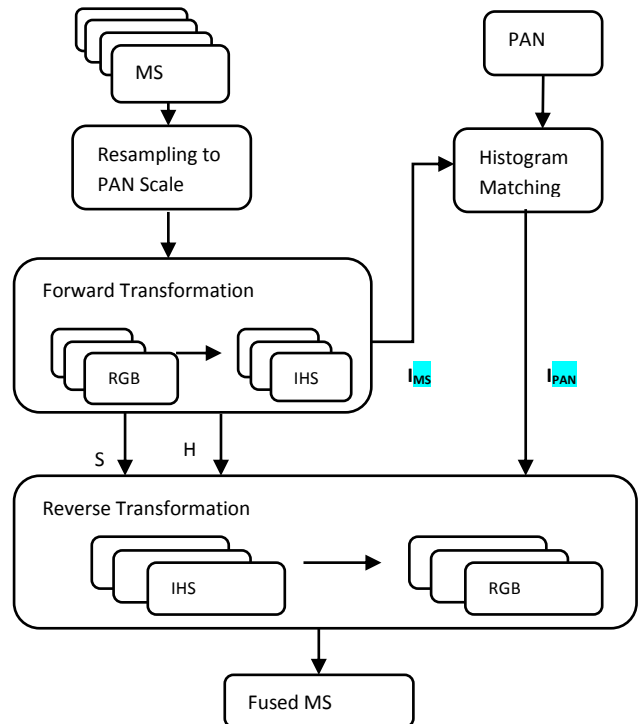 MS
PAN
Resampling to
PAN Scale
Histogram
Matching
Forward Transformation
RGB
IHS
IMS
IPAN
S
H
Reverse Transformation
IHS
RGB
Fused MS